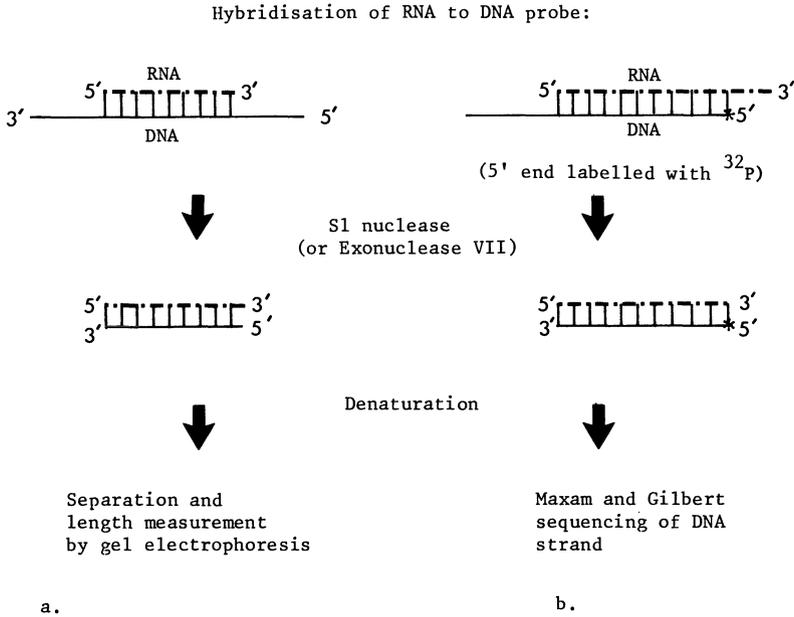 Hybridisation of RNA to DNA probe:
RNA
5′ 3′
3′ 5′
DNA
RNA
5′ 3′
*5′
DNA
(5' end labelled with ³²P)
S1 nuclease
(or Exonuclease VII)
5′ 3′
3′ 5′
5′ 3′
3′ *5′
Denaturation
Separation and
length measurement
by gel electrophoresis
Maxam and Gilbert
sequencing of DNA
strand
a.
b.